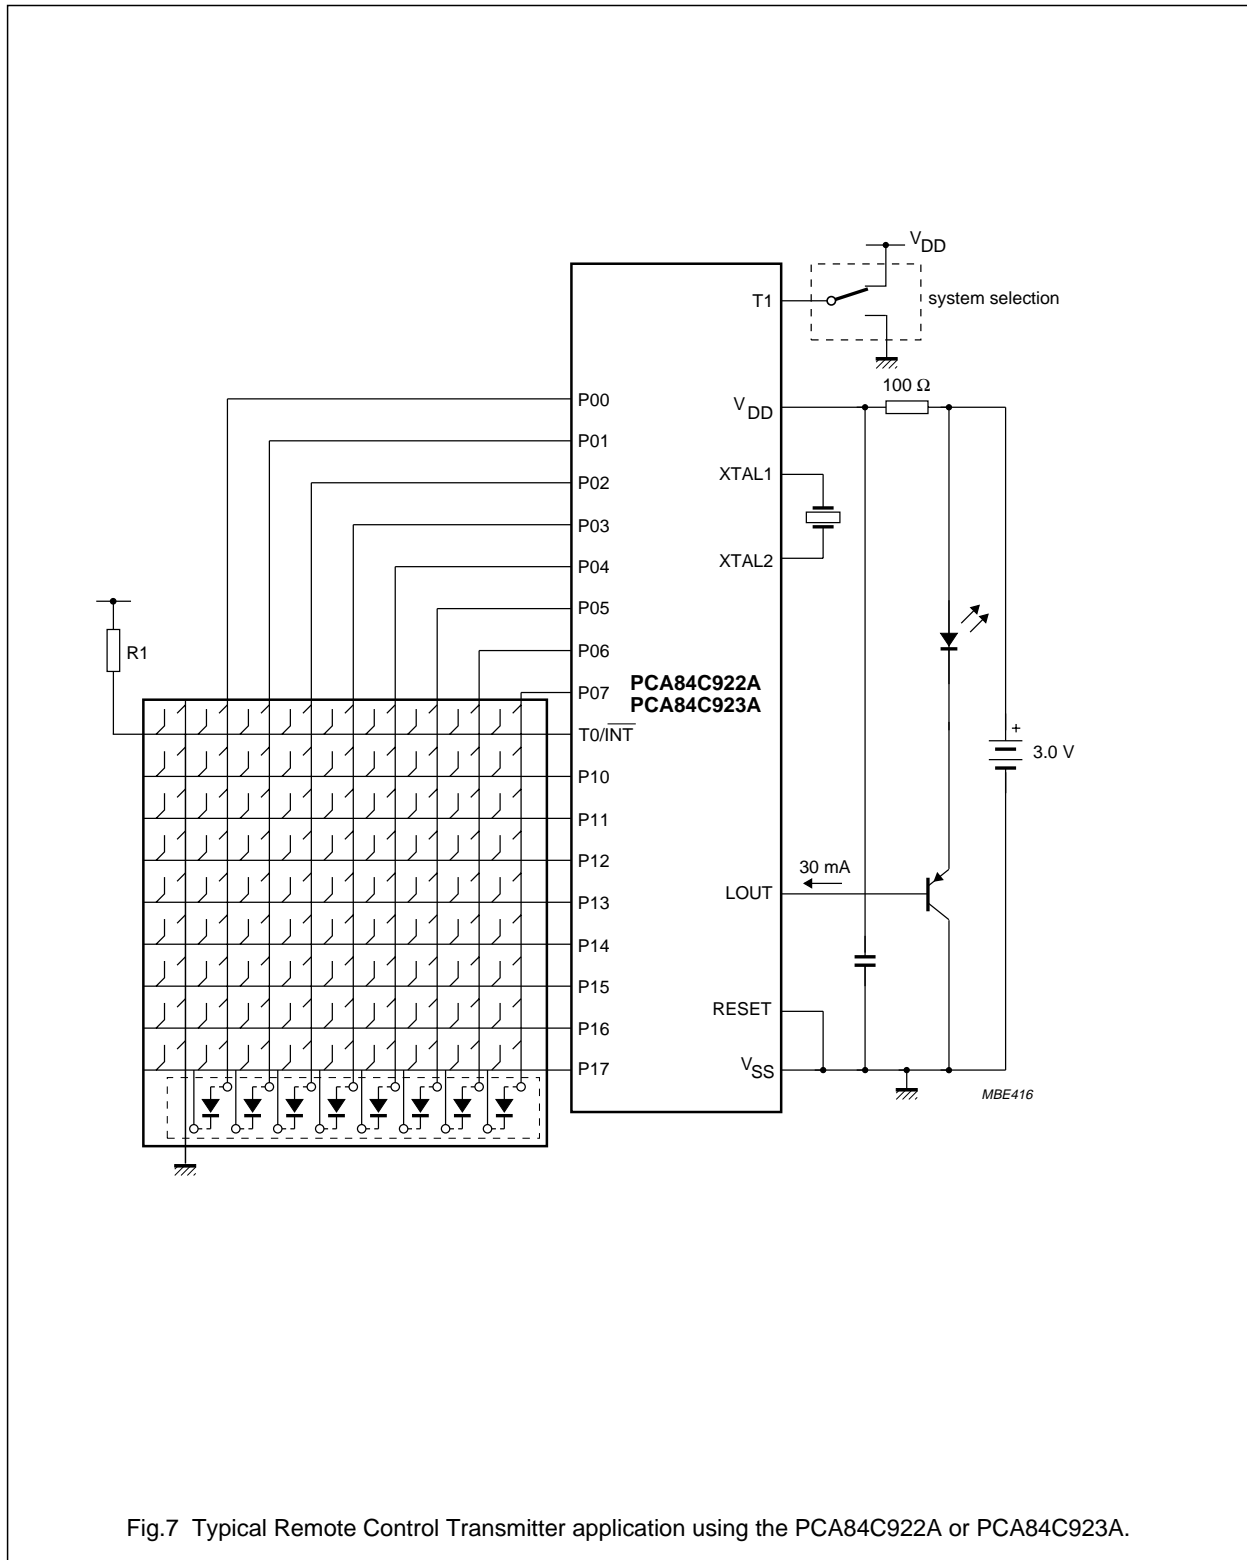 VDD
T1
system selection
100 Ω
P00
VDD
P01
XTAL1
P02
P03
XTAL2
P04
P05
R1
P06
PCA84C922A
P07
PCA84C923A
T0/INT
+
3.0 V
P10
P11
P12
30 mA
LOUT
P13
P14
P15
RESET
P16
P17
VSS
MBE416
Fig.7 Typical Remote Control Transmitter application using the PCA84C922A or PCA84C923A.